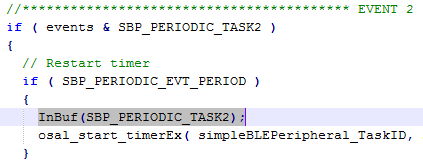 //***************************************** EVENT 2
if ( events & SBP_PERIODIC_TASK2 )
{
// Restart timer
if ( SBP_PERIODIC_EVT_PERIOD )
{
InBuf(SBP_PERIODIC_TASK2);
osal_start_timerEx( simpleBLEPeripheral_TaskID,
}